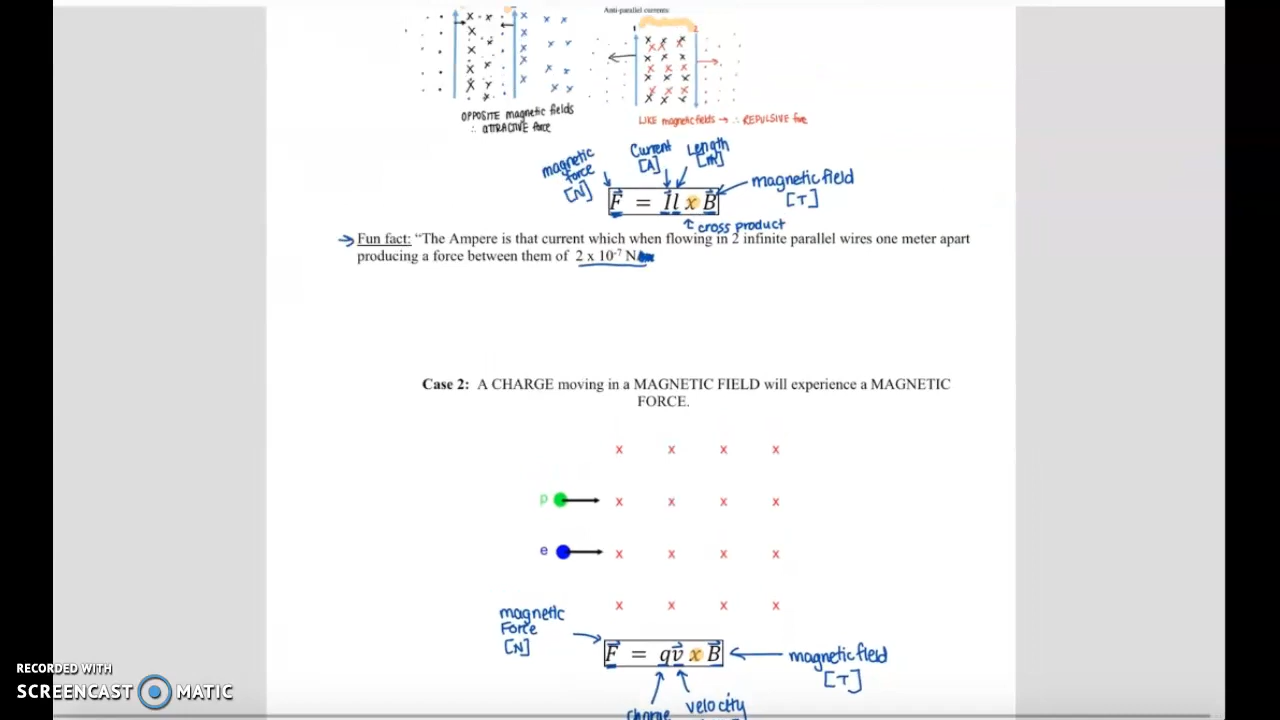 Anti-parallel currents:
1 2
OPPOSITE magnetic fields
∴ ATTRACTIVE force
LIKE magnetic fields → ∴ REPULSIVE force
magnetic
force
[N]
Current
[A]
Length
[m]
magnetic field
[T]
F = Il x B
↑ cross product
→ Fun fact: “The Ampere is that current which when flowing in 2 infinite parallel wires one meter apart
producing a force between them of 2 x 10⁻⁷ N
Case 2: A CHARGE moving in a MAGNETIC FIELD will experience a MAGNETIC
FORCE.
x x x x
p x x x x
e x x x x
x x x x
magnetic
Force
[N]
F = qv x B
magnetic field
[T]
charge
velocity
RECORDED WITH
SCREENCAST MATIC